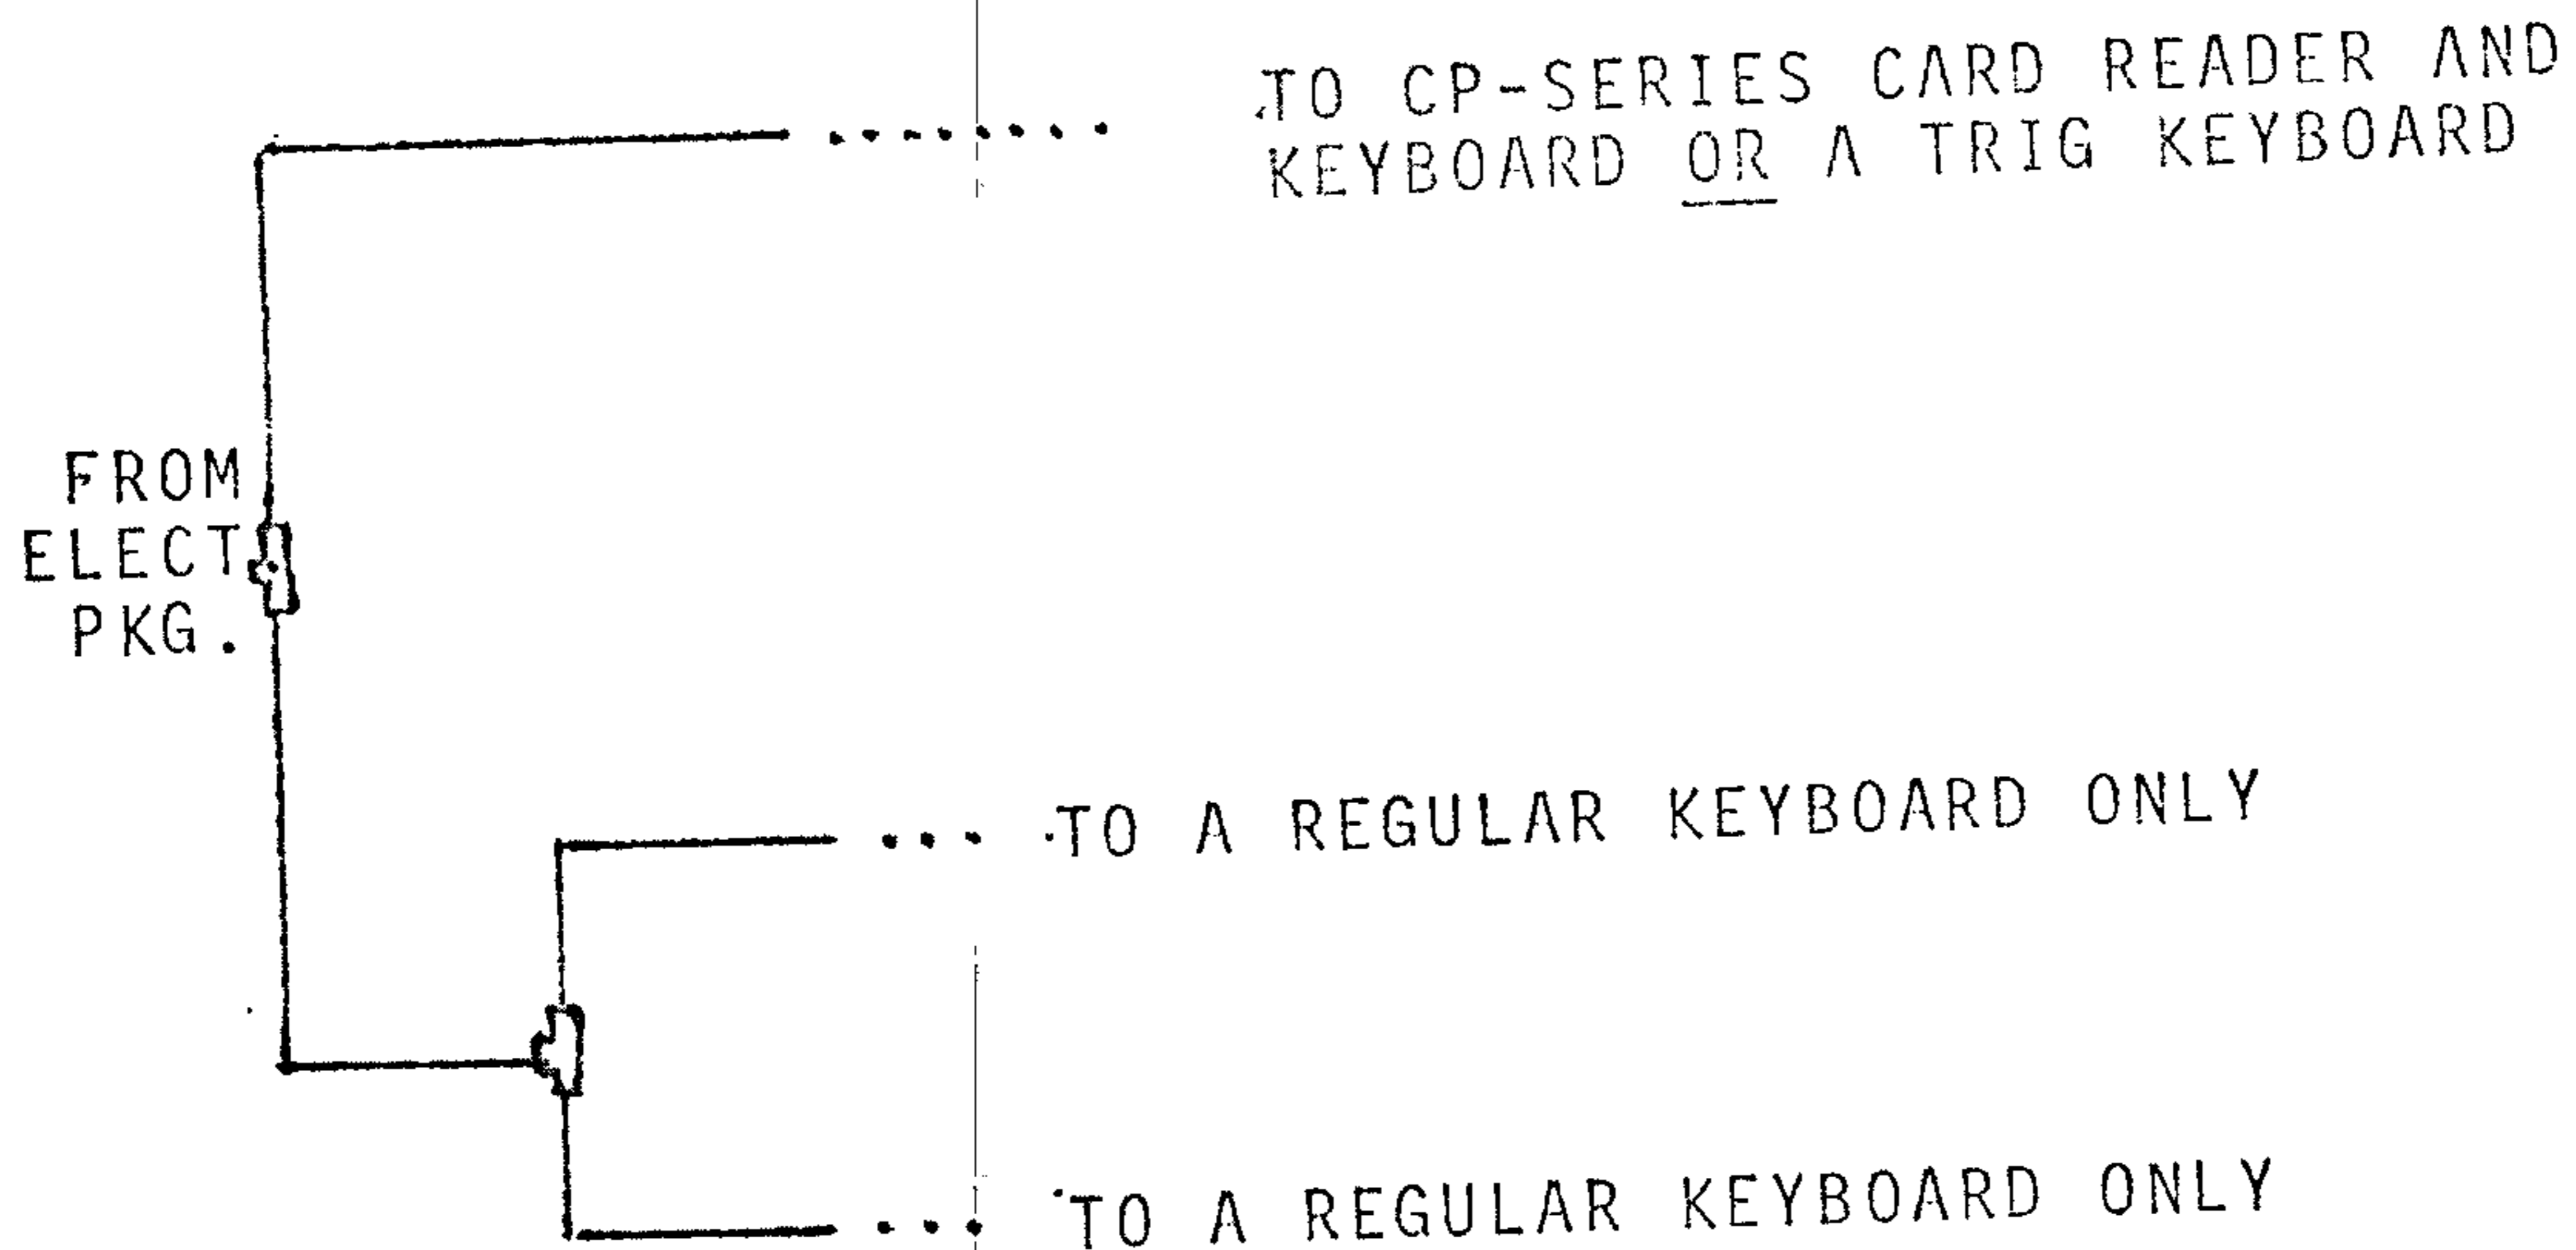 TO CP-SERIES CARD READER AND
KEYBOARD OR A TRIG KEYBOARD
FROM
ELECT
PKG.
TO A REGULAR KEYBOARD ONLY
TO A REGULAR KEYBOARD ONLY